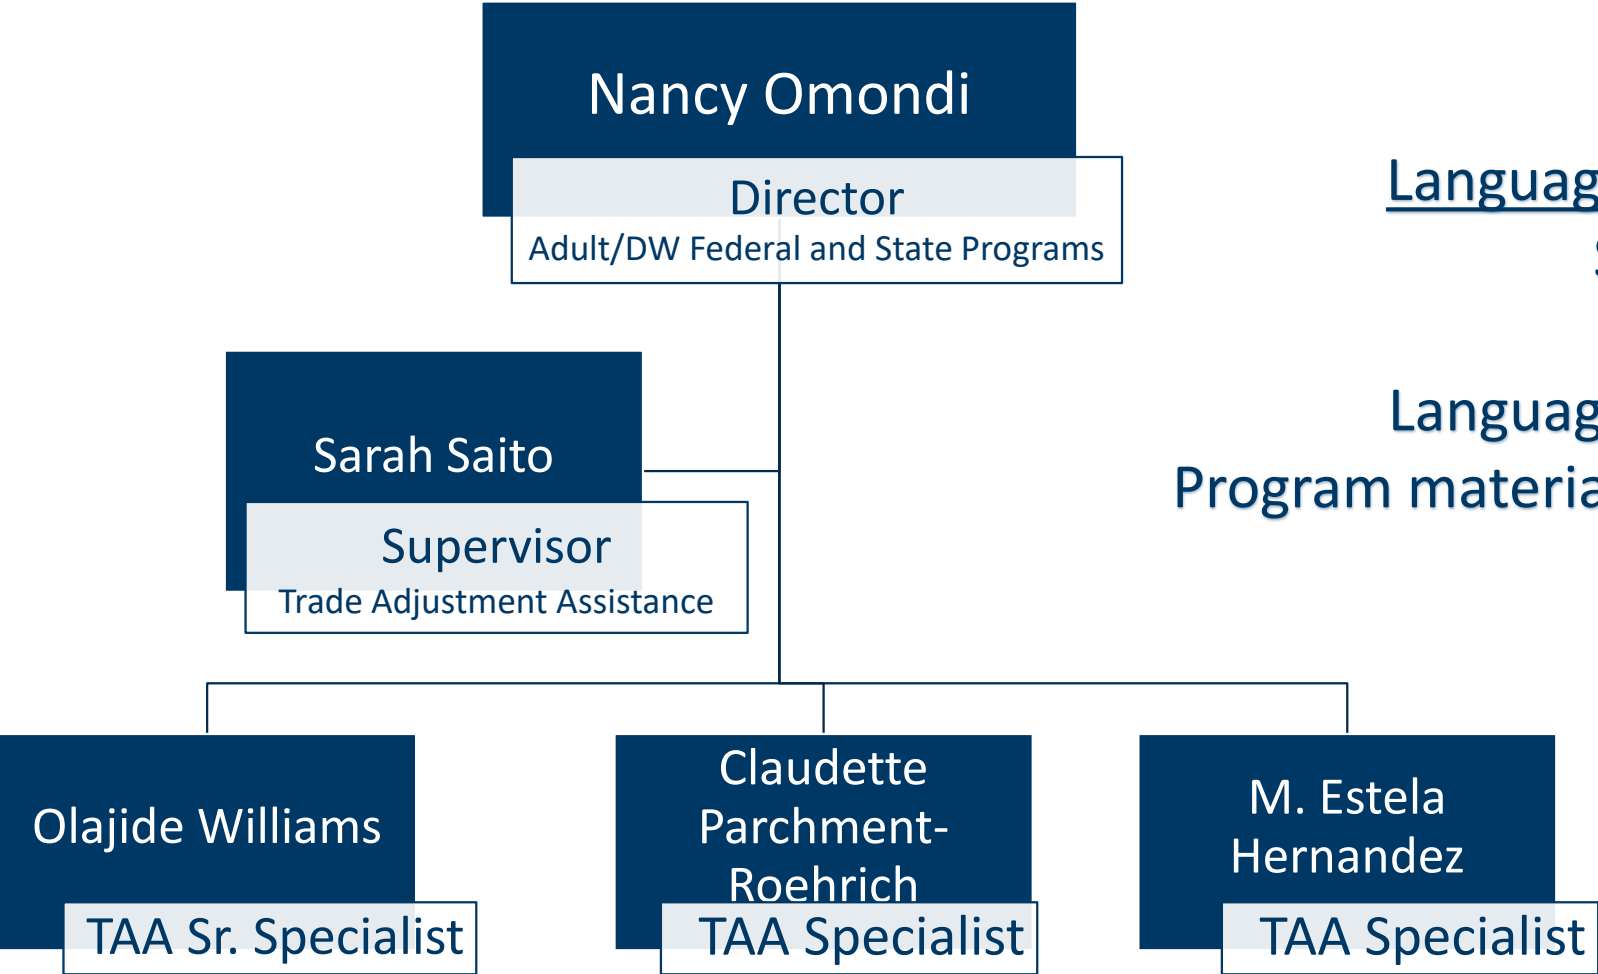 Nancy Omondi
Director
Adult/DW Federal and State Programs
Sarah Saito
Supervisor
Trade Adjustment Assistance
Olajide Williams
TAA Sr. Specialist
Claudette
Parchment-
Roehrich
TAA Specialist
M. Estela
Hernandez
TAA Specialist
Program